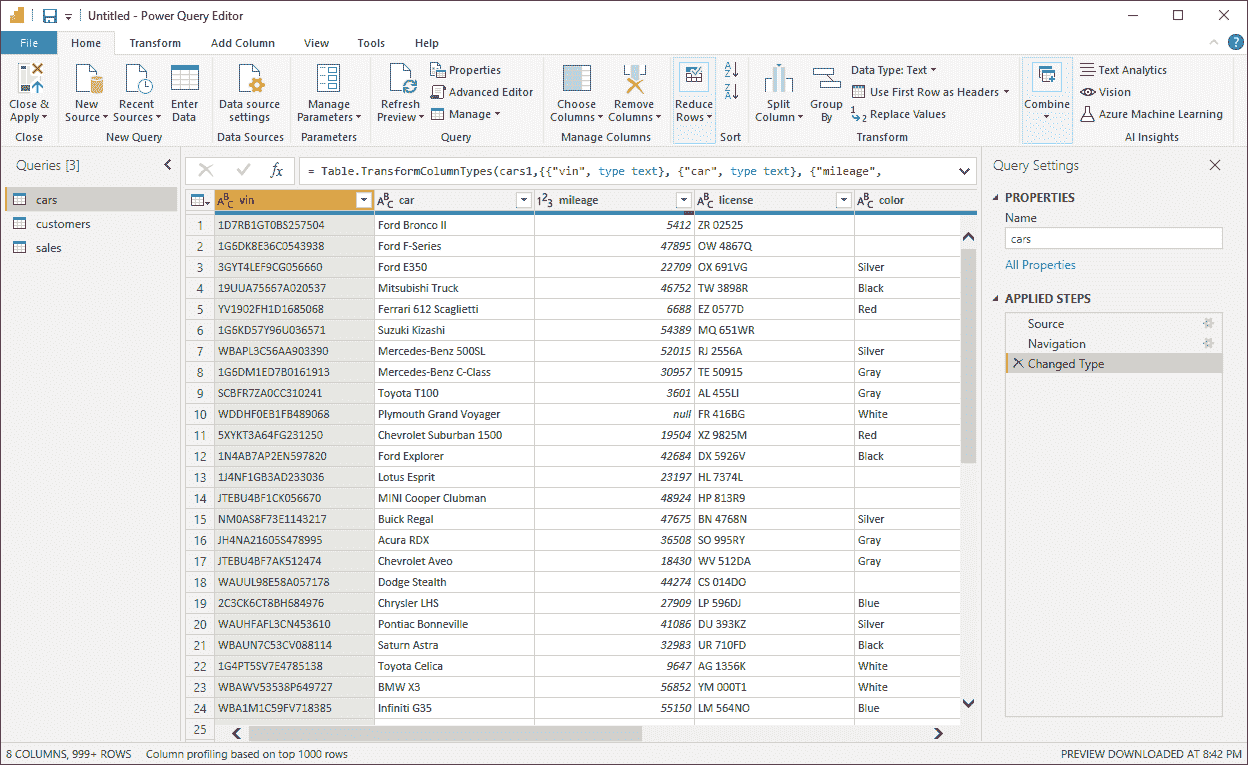 Untitled - Power Query Editor
File Home Transform Add Column View Tools Help ?
Close & Apply
Close
New Source
Recent Sources
Enter Data
New Query
Data source settings
Data Sources
Manage Parameters
Parameters
Refresh Preview
Properties
Advanced Editor
Manage
Query
Choose Columns
Remove Columns
Manage Columns
Reduce Rows
A Z
Z A
Sort
Split Column
Group By
Data Type: Text
Use First Row as Headers
1 2 Replace Values
Transform
Combine
Text Analytics
Vision
Azure Machine Learning
AI Insights
Queries [3]
cars
customers
sales
fx = Table.TransformColumnTypes(cars1,{{"vin", type text}, {"car", type text}, {"mileage",
ABC vin ABC car 123 mileage ABC license ABC color
1 1D7RB1GT0BS257504 Ford Bronco II 5412 ZR 02525
2 1G6DK8E36C0543938 Ford F-Series 47895 OW 4867Q
3 3GYT4LEF9CG056660 Ford E350 22709 OX 691VG Silver
4 19UUA75667A020537 Mitsubishi Truck 46752 TW 3898R Black
5 YV1902FH1D1685068 Ferrari 612 Scaglietti 6688 EZ 0577D Red
6 1G6KD57Y96U036571 Suzuki Kizashi 54389 MQ 651WR
7 WBAPL3C56AA903390 Mercedes-Benz 500SL 52015 RJ 2556A Silver
8 1G6DM1ED7B0161913 Mercedes-Benz C-Class 30957 TE 50915 Gray
9 SCBFR7ZA0CC310241 Toyota T100 3601 AL 455LI Gray
10 WDDHF0EB1FB489068 Plymouth Grand Voyager null FR 416BG White
11 5XYKT3A64FG231250 Chevrolet Suburban 1500 19504 XZ 9825M Red
12 1N4AB7AP2EN597820 Ford Explorer 42684 DX 5926V Black
13 1J4NF1GB3AD233036 Lotus Esprit 23197 HL 7374L
14 JTEBU4BF1CK056670 MINI Cooper Clubman 48924 HP 813R9
15 NM0AS8F73E1143217 Buick Regal 47675 BN 4768N Silver
16 JH4NA21605S478995 Acura RDX 36508 SO 995RY Gray
17 JTEBU4BF7AK512474 Chevrolet Aveo 18430 WV 512DA Gray
18 WAUUL98E58A057178 Dodge Stealth 44274 CS 014DO
19 2C3CK6CT8BH684976 Chrysler LHS 27909 LP 596DJ Blue
20 WAUHFAFL3CN453610 Pontiac Bonneville 41086 DU 393KZ Silver
21 WBAUN7C53CV088114 Saturn Astra 32983 UR 710FD Black
22 1G4PT5SV7E4785138 Toyota Celica 9647 AG 1356K White
23 WBAWV53538P649727 BMW X3 56852 YM 000T1 White
24 WBA1M1C59FV718385 Infiniti G35 55150 LM 564NO Blue
25
Query Settings
PROPERTIES
Name
cars
All Properties
APPLIED STEPS
Source
Navigation
Changed Type
8 COLUMNS, 999+ ROWS Column profiling based on top 1000 rows PREVIEW DOWNLOADED AT 8:42 PM